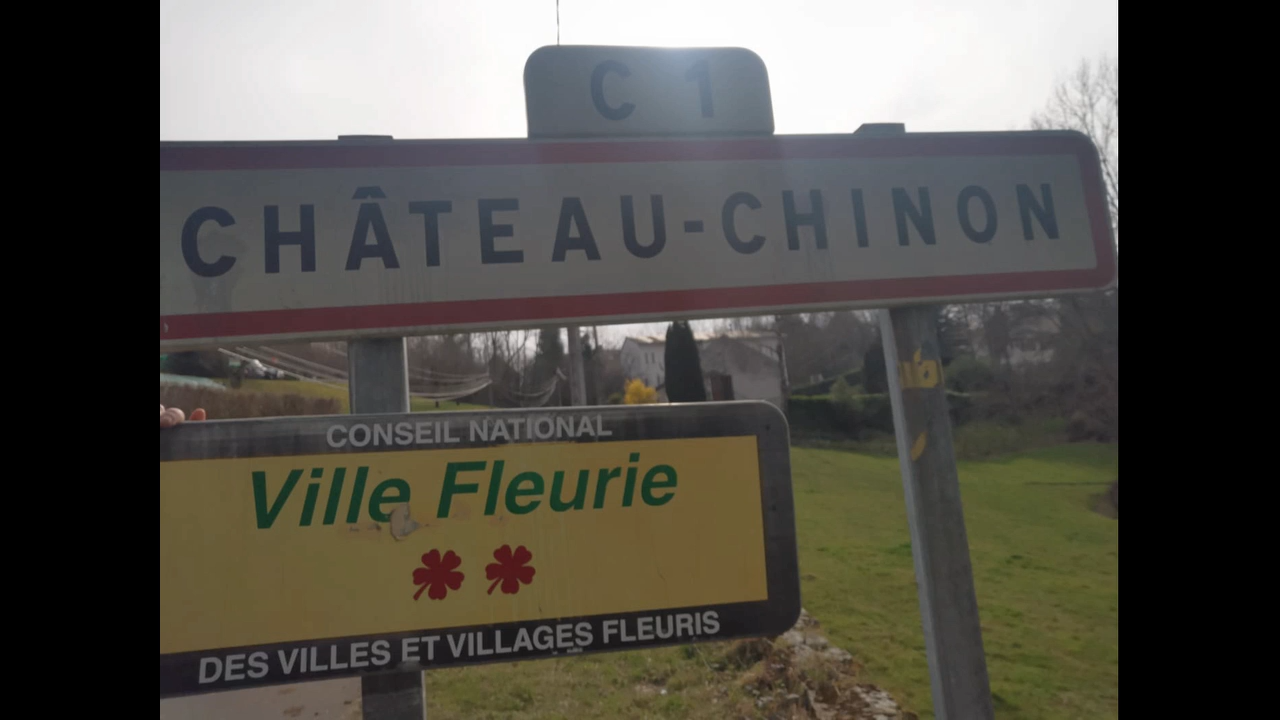 C 1
CHÂTEAU-CHINON
CONSEIL NATIONAL
Ville Fleurie
DES VILLES ET VILLAGES FLEURIS